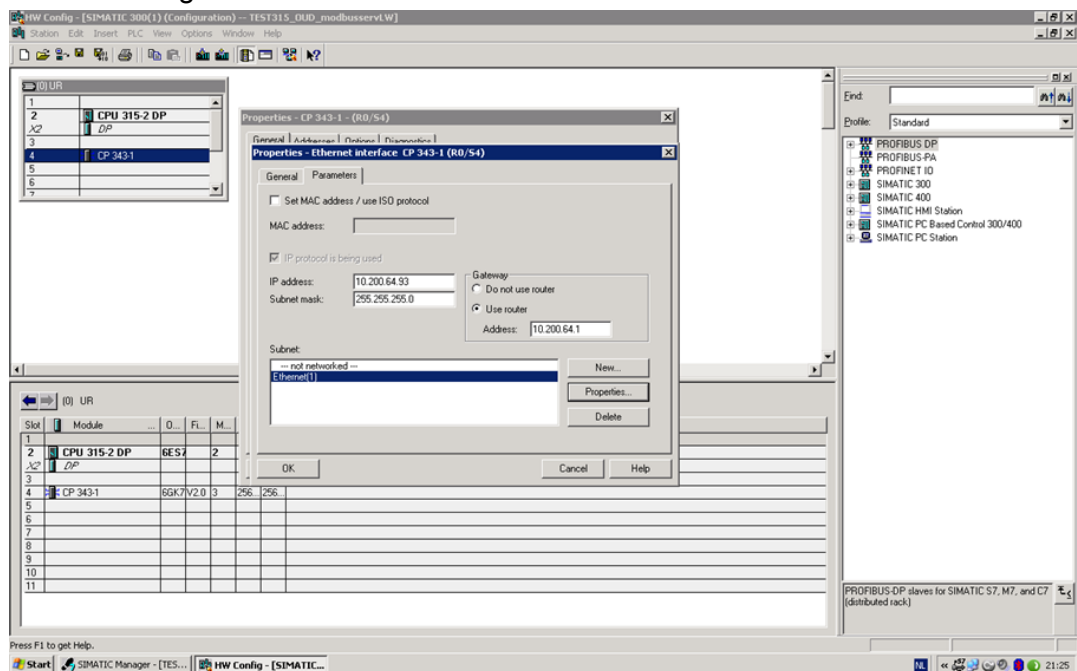 HW Config - [SIMATIC 300(1) (Configuration) -- TEST315_OUD_modbusservLW]
Station Edit Insert PLC View Options Window Help
(0) UR
1
2 CPU 315-2 DP
X2 DP
3
4 CP 343-1
5
6
7
Properties - CP 343-1 - (R0/S4)
General Addresses Options Diagnostics
Properties - Ethernet interface CP 343-1 (R0/S4)
General Parameters
Set MAC address / use ISO protocol
MAC address:
IP protocol is being used
IP address: 10.200.64.93
Subnet mask: 255.255.255.0
Gateway
Do not use router
Use router
Address: 10.200.64.1
Subnet:
--- not networked ---
Ethernet(1)
New...
Properties...
Delete
OK Cancel Help
Find:
Profile: Standard
PROFIBUS DP
PROFIBUS-PA
PROFINET IO
SIMATIC 300
SIMATIC 400
SIMATIC HMI Station
SIMATIC PC Based Control 300/400
SIMATIC PC Station
(0) UR
Slot Module ... O... Fi... M...
1
2 CPU 315-2 DP 6ES7 2
X2 DP
3
4 CP 343-1 6GK7 V2.0 3 256... 256...
5
6
7
8
9
10
11
PROFIBUS-DP slaves for SIMATIC S7, M7, and C7
(distributed rack)
Press F1 to get Help.
Start SIMATIC Manager - [TES... HW Config - [SIMATIC... NL « 21:25